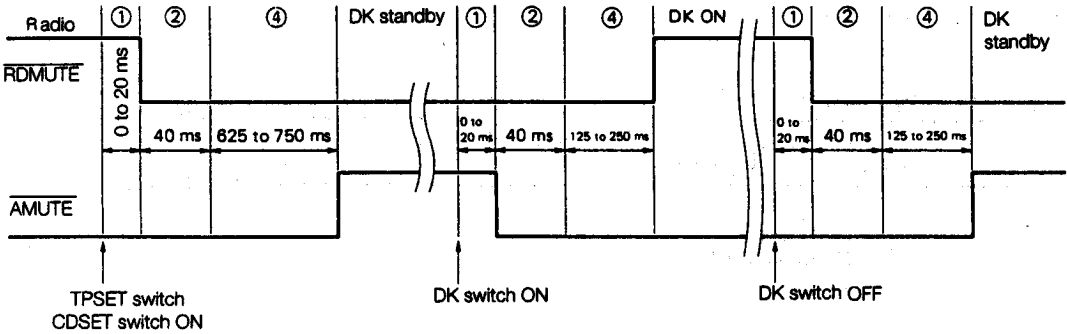 Radio ① ② ④ DK standby ① ② ④ DK ON ① ② ④ DK standby
RDMUTE
0 to 20 ms
40 ms 625 to 750 ms 0 to 20 ms 40 ms 125 to 250 ms 0 to 20 ms 40 ms 125 to 250 ms
AMUTE
TPSET switch
CDSET switch ON
DK switch ON
DK switch OFF